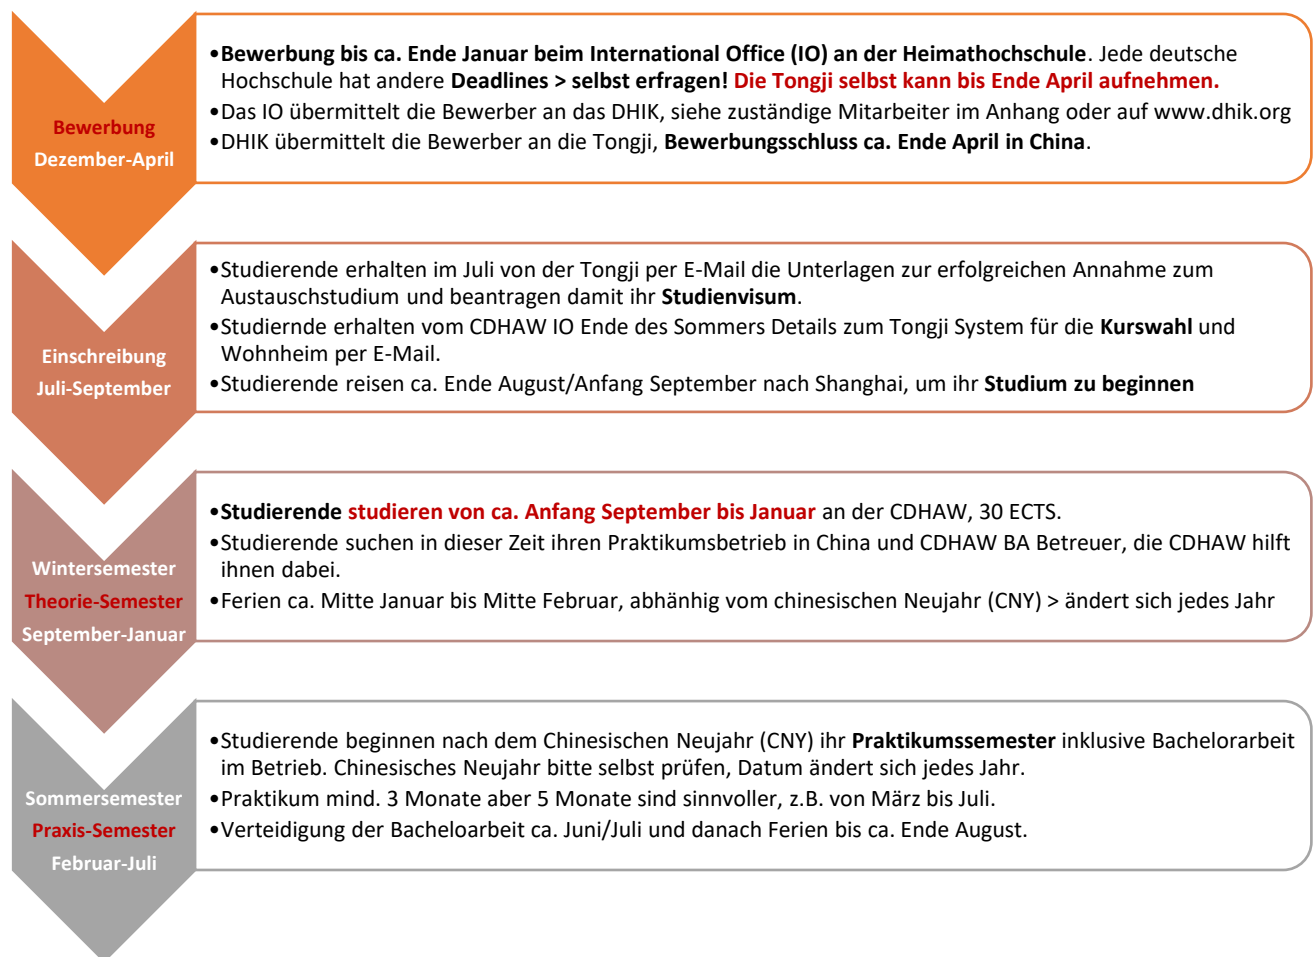 Bewerbung
Dezember-April
•Bewerbung bis ca. Ende Januar beim International Office (IO) an der Heimathochschule. Jede deutsche
Hochschule hat andere Deadlines > selbst erfragen! Die Tongji selbst kann bis Ende April aufnehmen.
•Das IO übermittelt die Bewerber an das DHIK, siehe zuständige Mitarbeiter im Anhang oder auf www.dhik.org
•DHIK übermittelt die Bewerber an die Tongji, Bewerbungsschluss ca. Ende April in China.
Einschreibung
Juli-September
•Studierende erhalten im Juli von der Tongji per E-Mail die Unterlagen zur erfolgreichen Annahme zum
Austauschstudium und beantragen damit ihr Studienvisum.
•Studiernde erhalten vom CDHAW IO Ende des Sommers Details zum Tongji System für die Kurswahl und
Wohnheim per E-Mail.
•Studierende reisen ca. Ende August/Anfang September nach Shanghai, um ihr Studium zu beginnen
Wintersemester
Theorie-Semester
September-Januar
•Studierende studieren von ca. Anfang September bis Januar an der CDHAW, 30 ECTS.
•Studierende suchen in dieser Zeit ihren Praktikumsbetrieb in China und CDHAW BA Betreuer, die CDHAW hilft
ihnen dabei.
•Ferien ca. Mitte Januar bis Mitte Februar, abhänhig vom chinesischen Neujahr (CNY) > ändert sich jedes Jahr
Sommersemester
Praxis-Semester
Februar-Juli
•Studierende beginnen nach dem Chinesischen Neujahr (CNY) ihr Praktikumssemester inklusive Bachelorarbeit
im Betrieb. Chinesisches Neujahr bitte selbst prüfen, Datum ändert sich jedes Jahr.
•Praktikum mind. 3 Monate aber 5 Monate sind sinnvoller, z.B. von März bis Juli.
•Verteidigung der Bacheloarbeit ca. Juni/Juli und danach Ferien bis ca. Ende August.